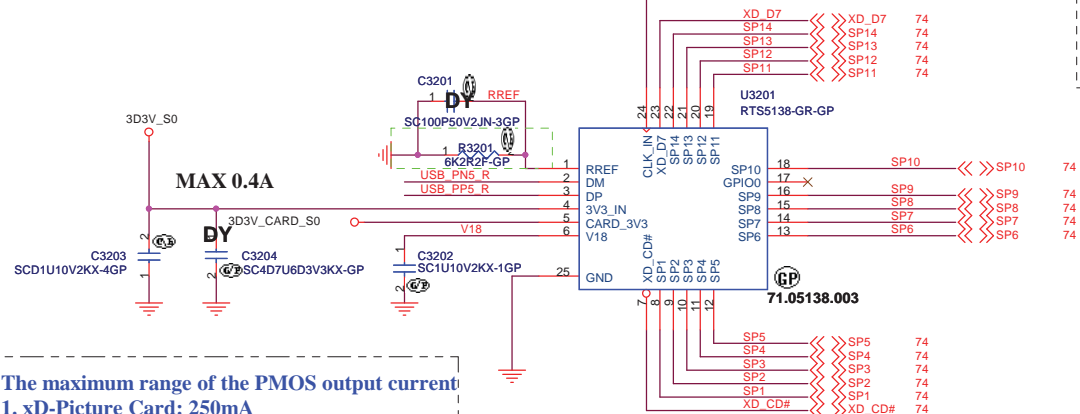 XD_D7 XD_D7 74
SP14 SP14 74
SP13 SP13 74
SP12 SP12 74
SP11 SP11 74
C3201
1 DY RREF
SC100P50V2JN-3GP
U3201
RTS5138-GR-GP
24 23 22 21 20 19
3D3V_S0
1 R3201
6K2R2F-GP
CLK_IN XD_D7 SP14 SP13 SP12 SP11
1 RREF
USB_PN5_R 2 DM
USB_PP5_R 3 DP
4 3V3_IN
3D3V_CARD_S0 5 CARD_3V3
V18 6 V18
SP10 18 SP10 SP10 74
GPIO0 17
SP9 16 SP9 SP9 74
SP8 15 SP8 SP8 74
SP7 14 SP7 SP7 74
SP6 13 SP6 SP6 74
MAX 0.4A
DY
2 C3203
SCD1U10V2KX-4GP
1
C3204
2 SC4D7U6D3V3KX-GP
1 C3202
SC1U10V2KX-1GP
2
25 GND
XD_CD# SP1 SP2 SP3 SP4 SP5
7 8 9 10 11 12
GP
71.05138.003
SP5 SP5 74
SP4 SP4 74
SP3 SP3 74
SP2 SP2 74
SP1 SP1 74
XD_CD# XD_CD# 74
The maximum range of the PMOS output current
1. xD-Picture Card: 250mA